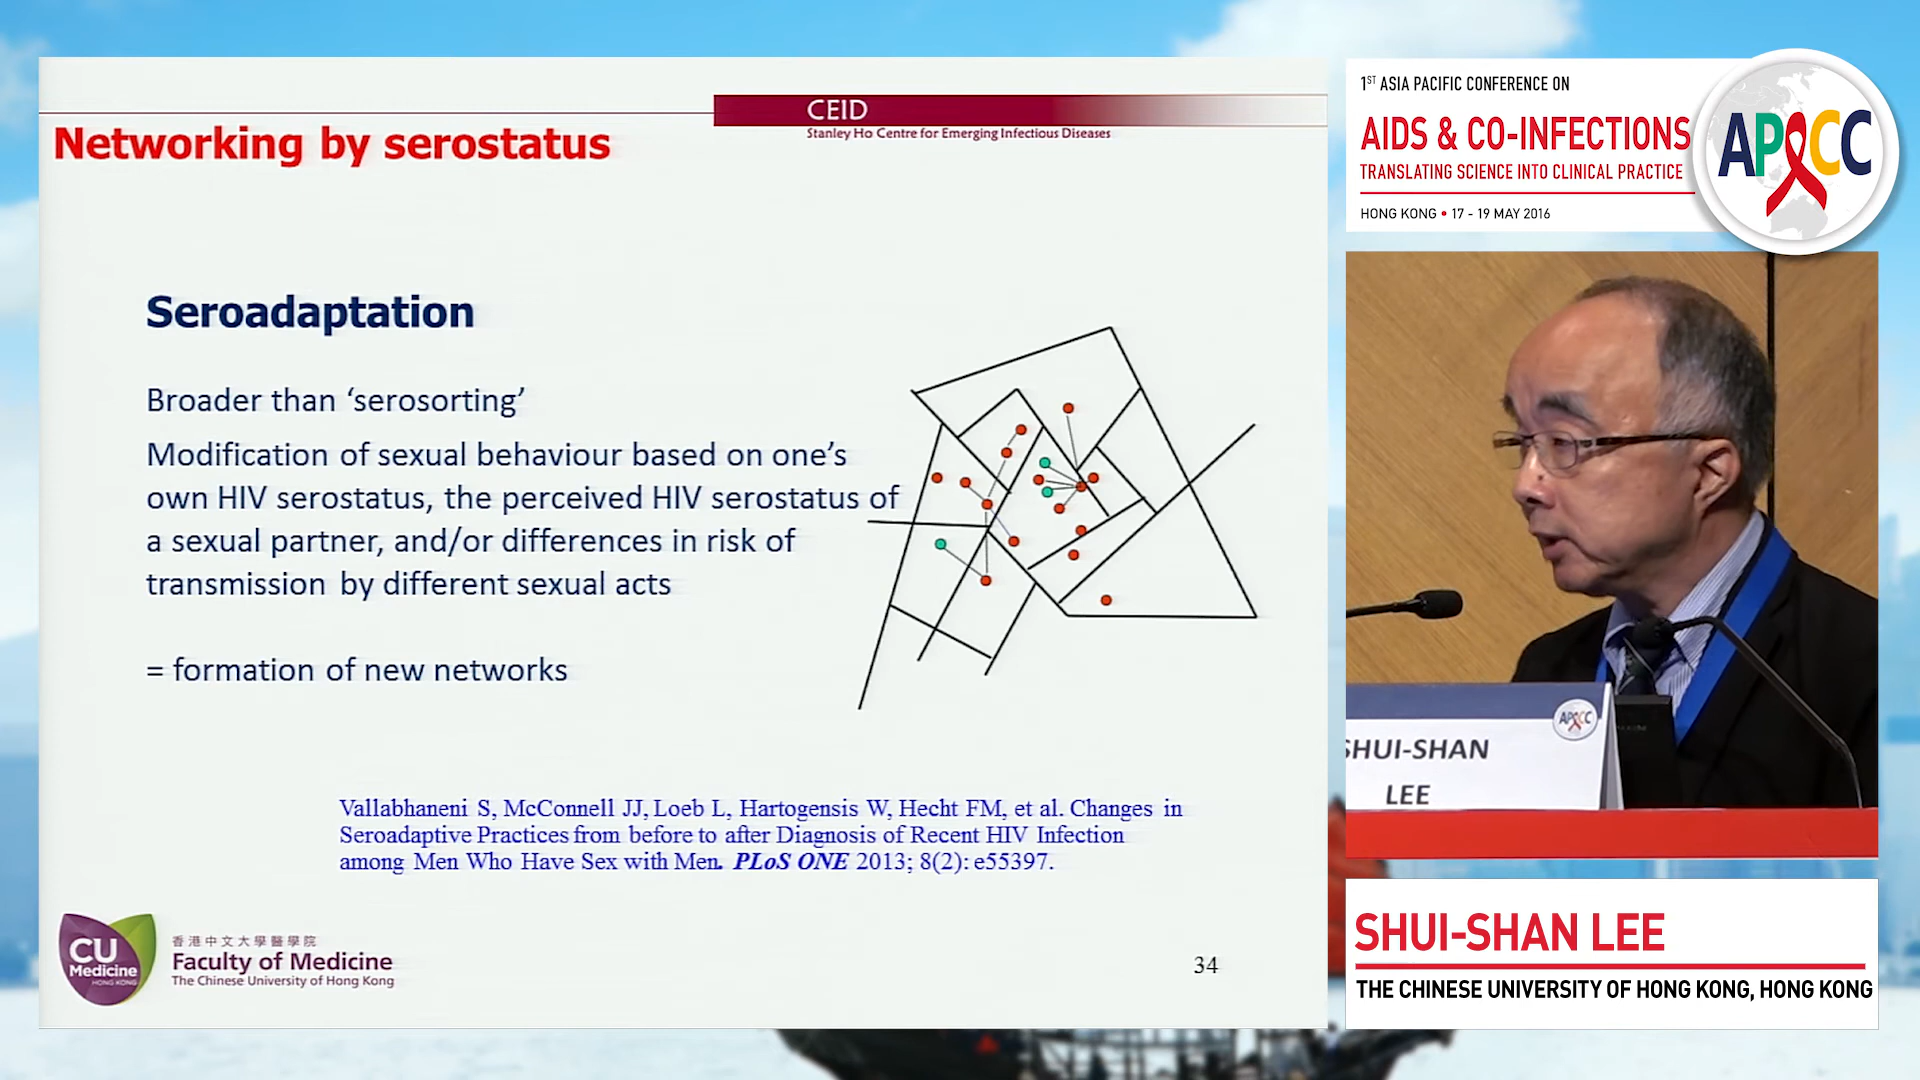 CEID
Stanley Ho Centre for Emerging Infectious Diseases
Networking by serostatus
Seroadaptation
Broader than ‘serosorting’
Modification of sexual behaviour based on one’s
own HIV serostatus, the perceived HIV serostatus of
a sexual partner, and/or differences in risk of
transmission by different sexual acts
= formation of new networks
Vallabhaneni S, McConnell JJ, Loeb L, Hartogensis W, Hecht FM, et al. Changes in
Seroadaptive Practices from before to after Diagnosis of Recent HIV Infection
among Men Who Have Sex with Men. PLoS ONE 2013; 8(2): e55397.
CU
Medicine
HONG KONG
香港中文大學醫學院
Faculty of Medicine
The Chinese University of Hong Kong
34
1ST ASIA PACIFIC CONFERENCE ON
AIDS & CO-INFECTIONS
TRANSLATING SCIENCE INTO CLINICAL PRACTICE
HONG KONG • 17 - 19 MAY 2016
APACC
APACC
SHUI-SHAN
LEE
SHUI-SHAN LEE
THE CHINESE UNIVERSITY OF HONG KONG, HONG KONG